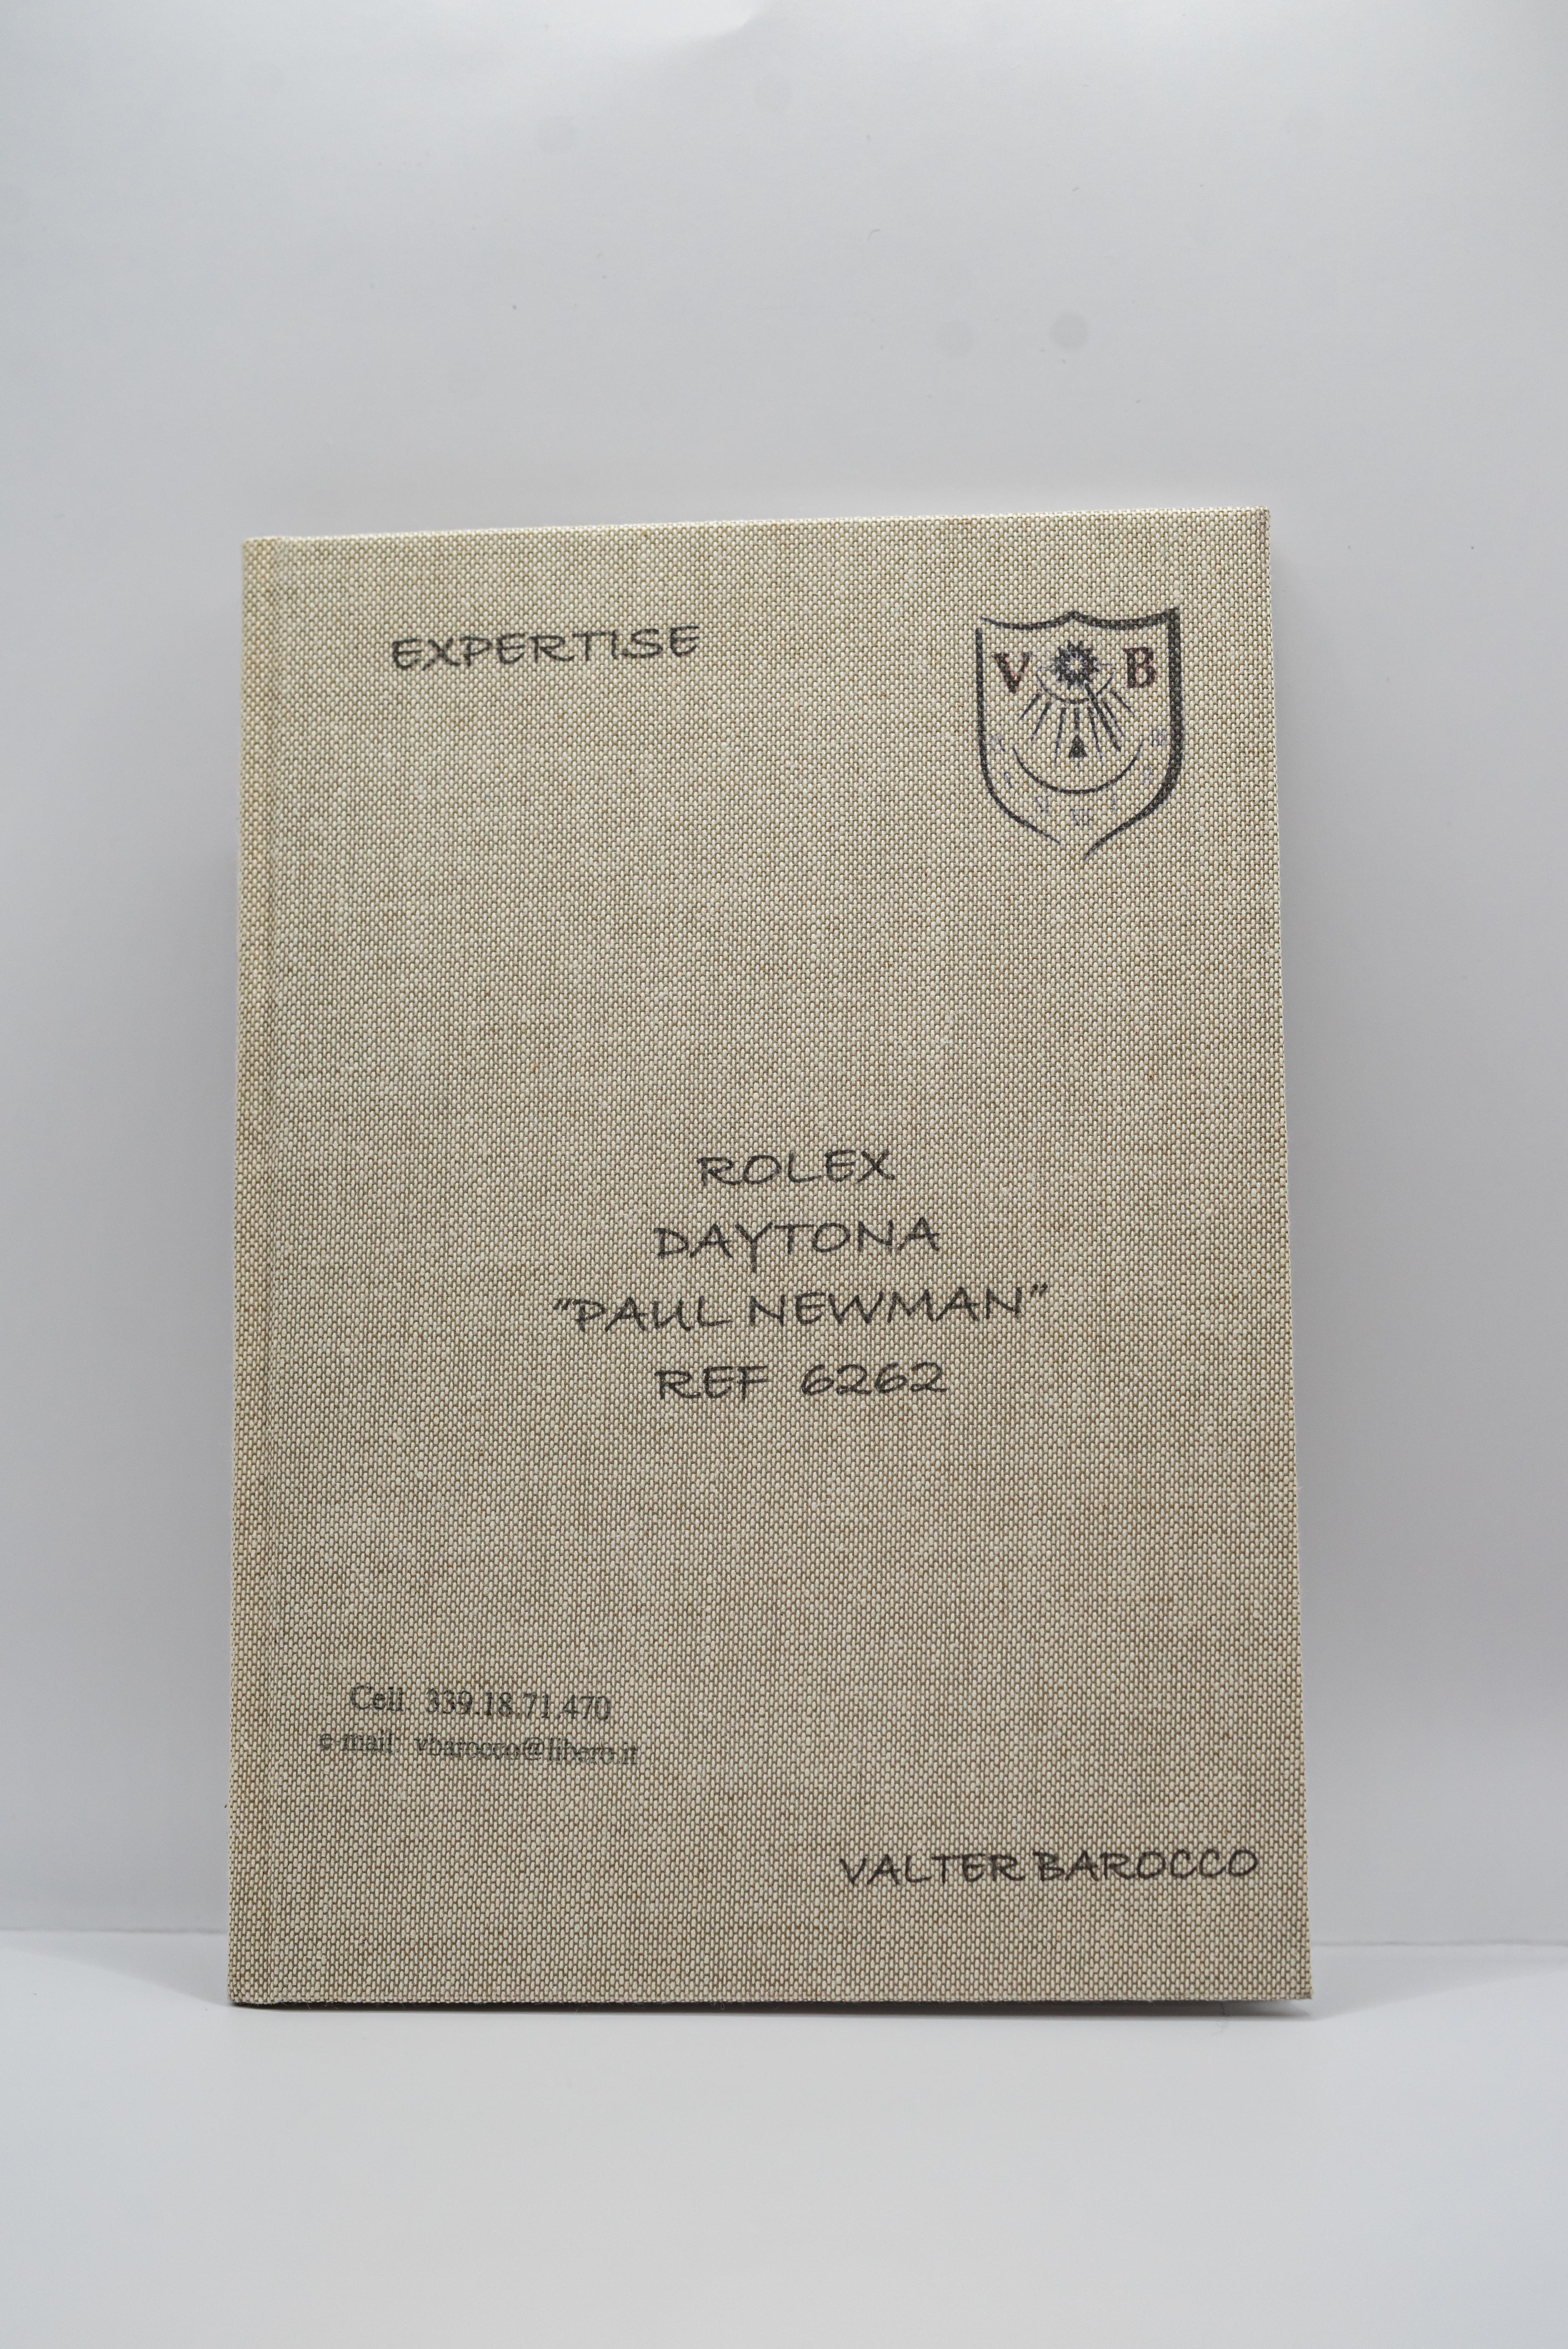 EXPERTISE
V B
ROLEX
DAYTONA
"PAUL NEWMAN"
REF 6262
Cell 339.18.71.470
e-mail: vbarocco@libero.it
VALTER BAROCCO